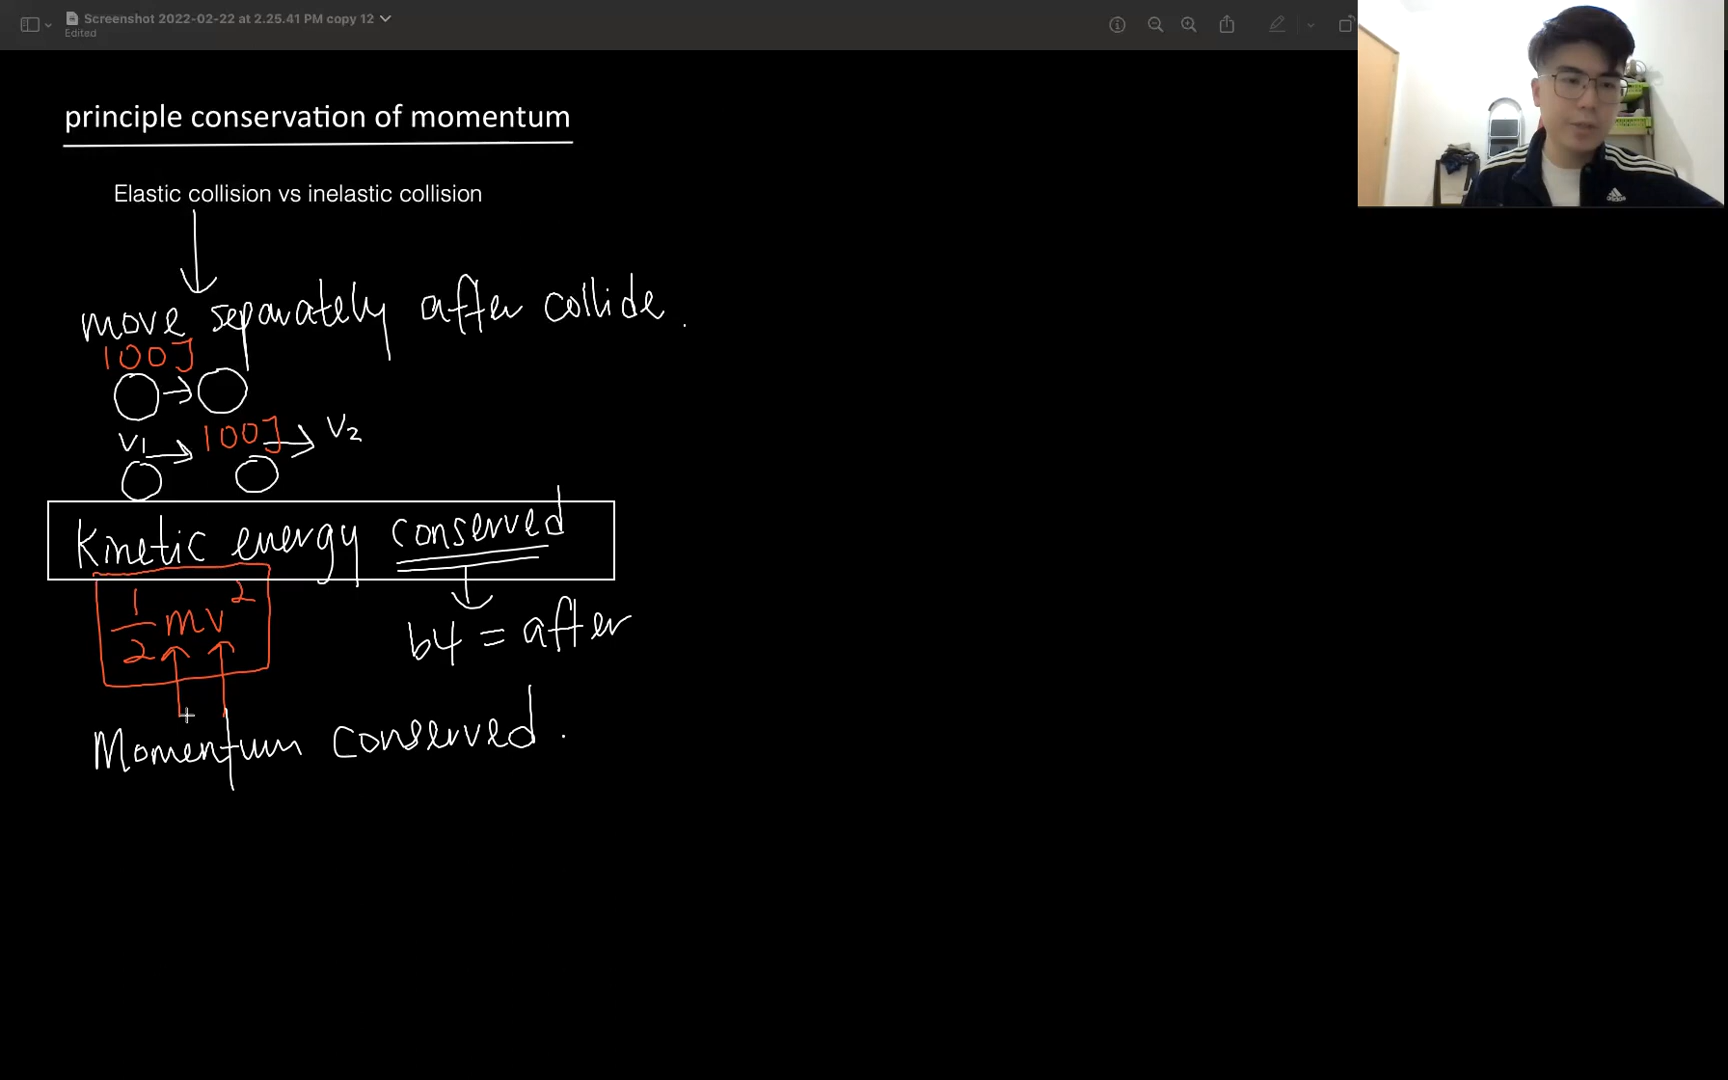 Screenshot 2022-02-22 at 2.25.41 PM copy 12
Edited
principle conservation of momentum
Elastic collision vs inelastic collision
move separately after collide.
100J
V1 100J V2
Kinetic energy conserved
1/2 mv²
b4 = after
Momentum conserved.
adidas